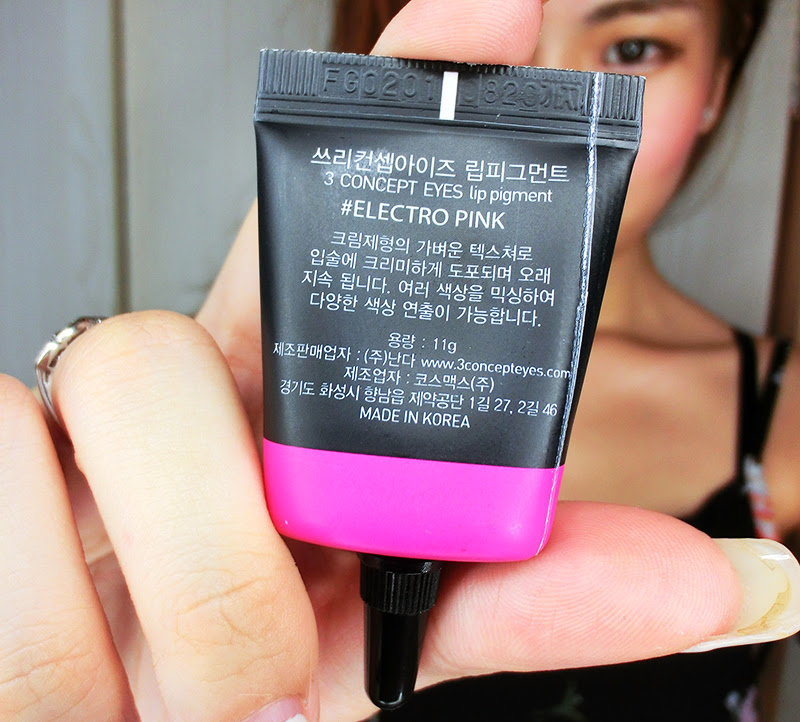 쓰리컨셉아이즈 립피그먼트
3 CONCEPT EYES lip pigment
#ELECTRO PINK
크림제형의 가벼운 텍스쳐로
입술에 크리미하게 도포되며 오래
지속 됩니다. 여러 색상을 믹싱하여
다양한 색상 연출이 가능합니다.
용량 : 11g
제조판매업자 : (주)난다 www.3concepteyes.com
제조업자 : 코스맥스(주)
경기도 화성시 향남읍 제약공단 1길 27, 2길 46
MADE IN KOREA